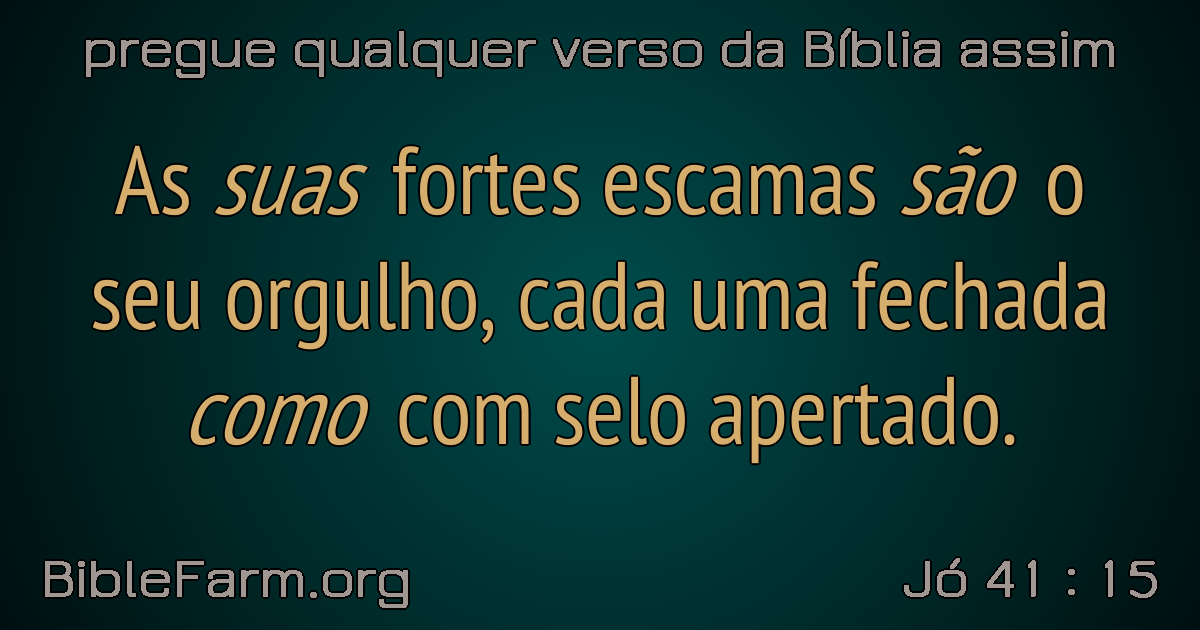 pregue qualquer verso da Bíblia assim
As suas fortes escamas são o
seu orgulho, cada uma fechada
como com selo apertado.
BibleFarm.org
Jó 41 : 15